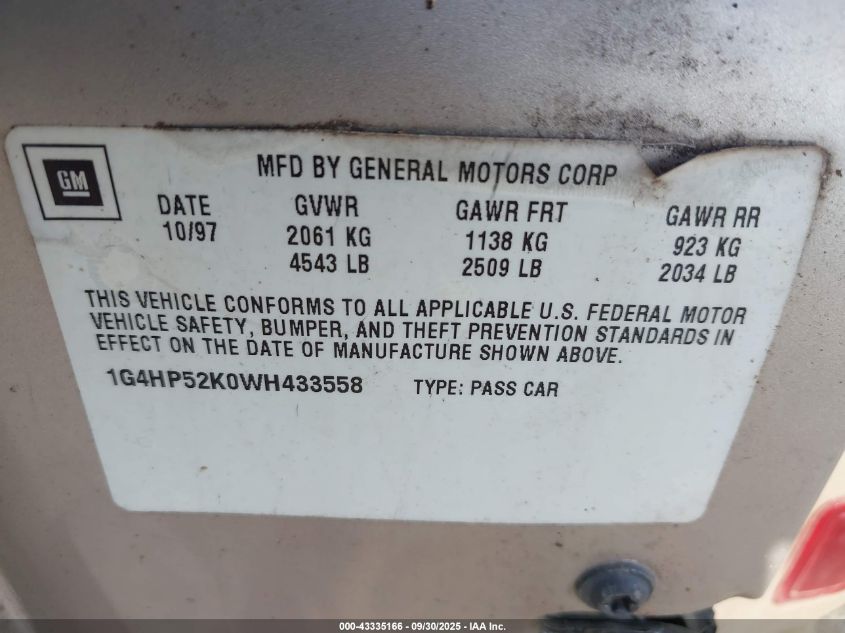 GM
MFD BY GENERAL MOTORS CORP
DATE GVWR GAWR FRT GAWR RR
10/97 2061 KG 1138 KG 923 KG
4543 LB 2509 LB 2034 LB
THIS VEHICLE CONFORMS TO ALL APPLICABLE U.S. FEDERAL MOTOR
VEHICLE SAFETY, BUMPER, AND THEFT PREVENTION STANDARDS IN
EFFECT ON THE DATE OF MANUFACTURE SHOWN ABOVE.
1G4HP52K0WH433558 TYPE: PASS CAR
000-43335166 - 09/30/2025 - IAA Inc.